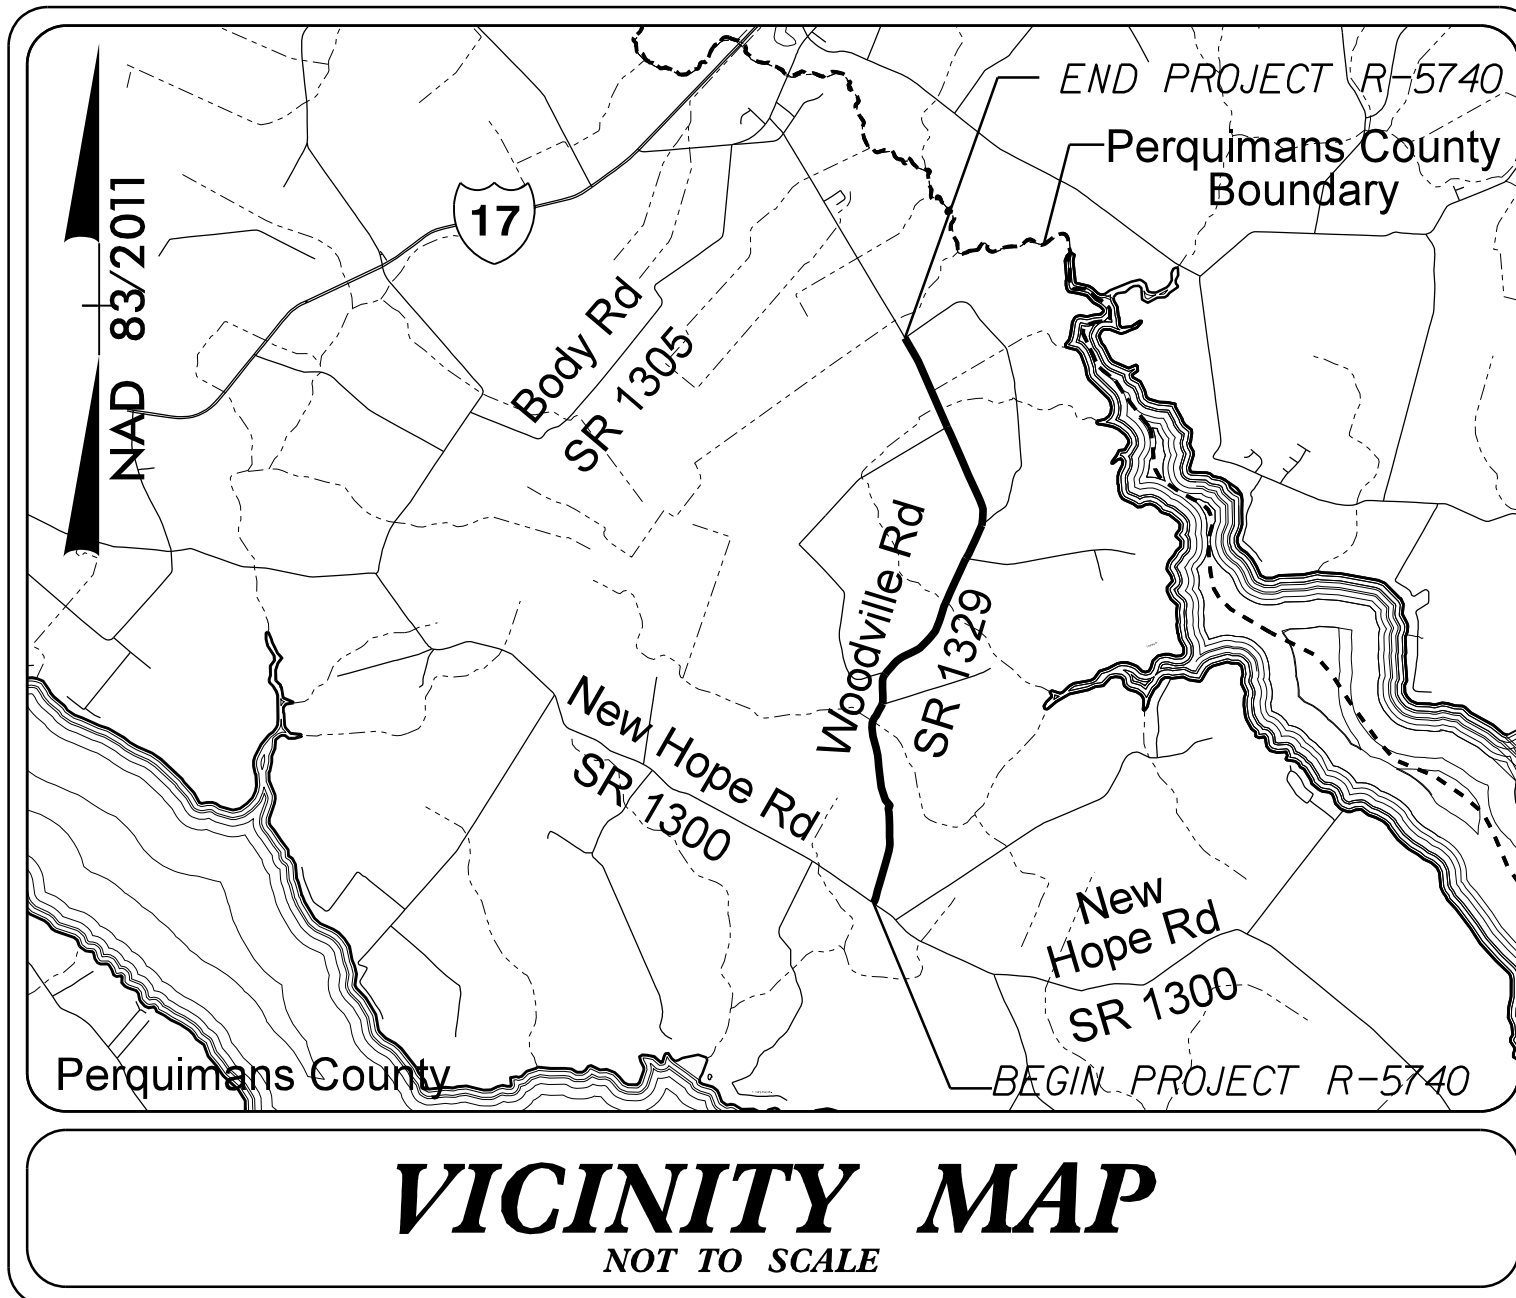 END PROJECT R-5740
Perquimans County
Boundary
17
NAD 83/2011
Body Rd
SR 1305
Woodville Rd
SR 1329
New Hope Rd
SR 1300
New
Hope Rd
SR 1300
Perquimans County
BEGIN PROJECT R-5740
VICINITY MAP
NOT TO SCALE